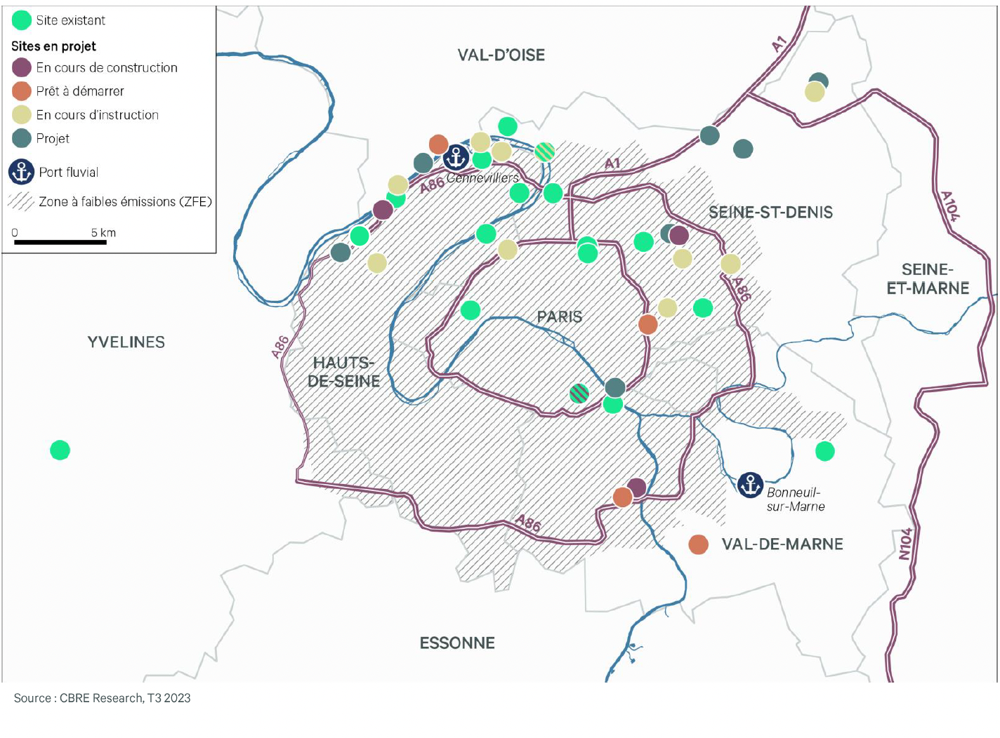 Site existant
Sites en projet
En cours de construction
Prêt à démarrer
En cours d'instruction
Projet
Port fluvial
Zone à faibles émissions (ZFE)
0 5 km
VAL-D'OISE
A1
A1
A86
Gennevilliers
SEINE-ST-DENIS
A104
SEINE-
ET-MARNE
A86
PARIS
YVELINES
A86
HAUTS-
DE-SEINE
Bonneuil-
sur-Marne
A86
VAL-DE-MARNE
N104
ESSONNE
Source : CBRE Research, T3 2023